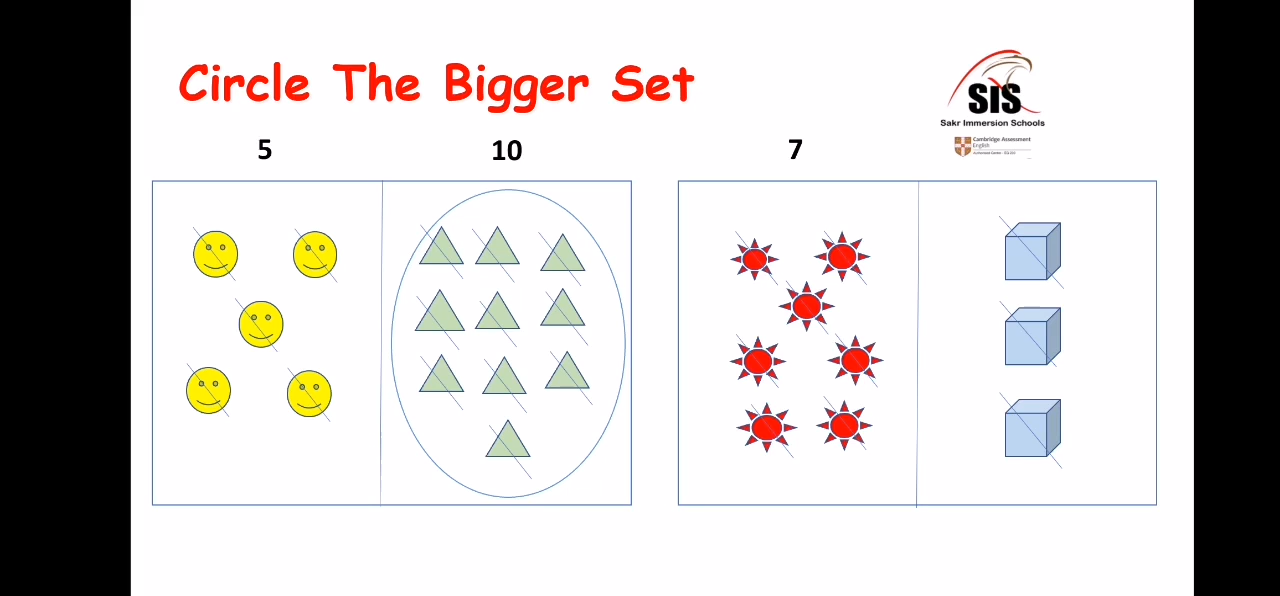 Circle The Bigger Set
SIS
Sakr Immersion Schools
Cambridge Assessment
English
5
10
7